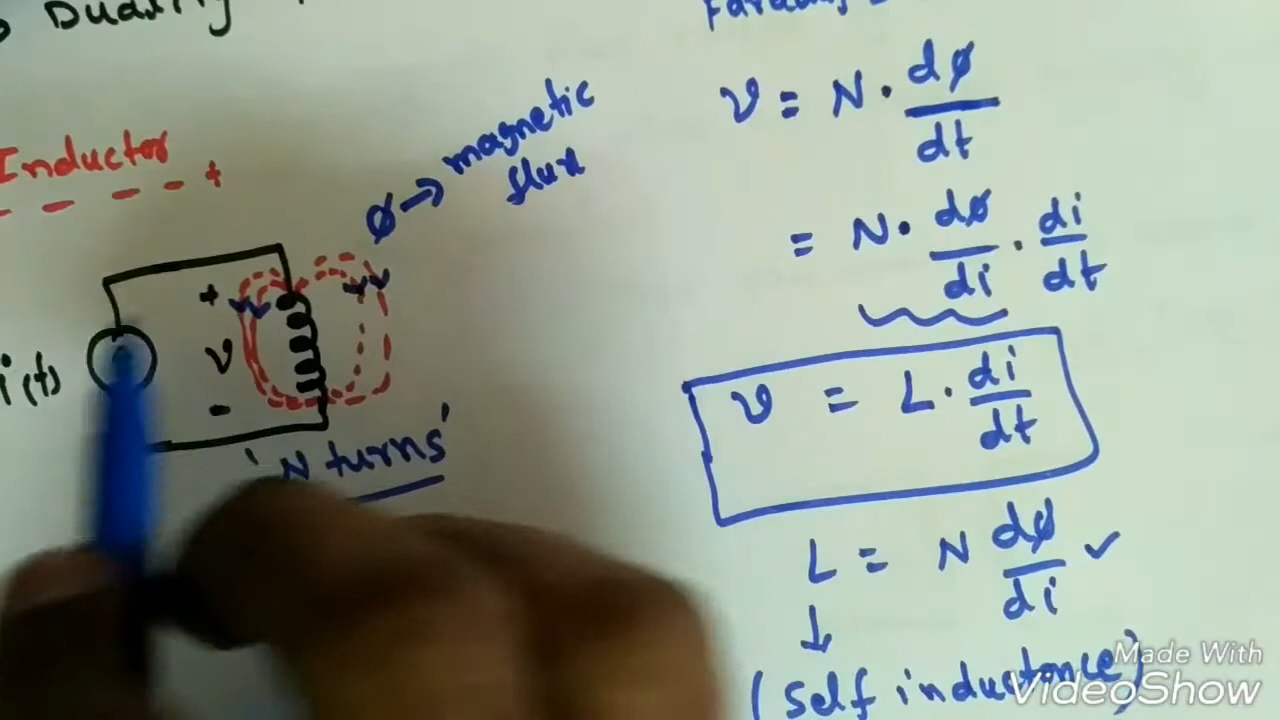 Duality
Inductor
+
ϕ → magnetic
flux
+
v
-
i(t)
'N turns'
v = N · dϕ/dt
= N · dϕ/di · di/dt
v = L · di/dt
L = N dϕ/di ✓
↓
(Self inductance)
Made With
VideoShow